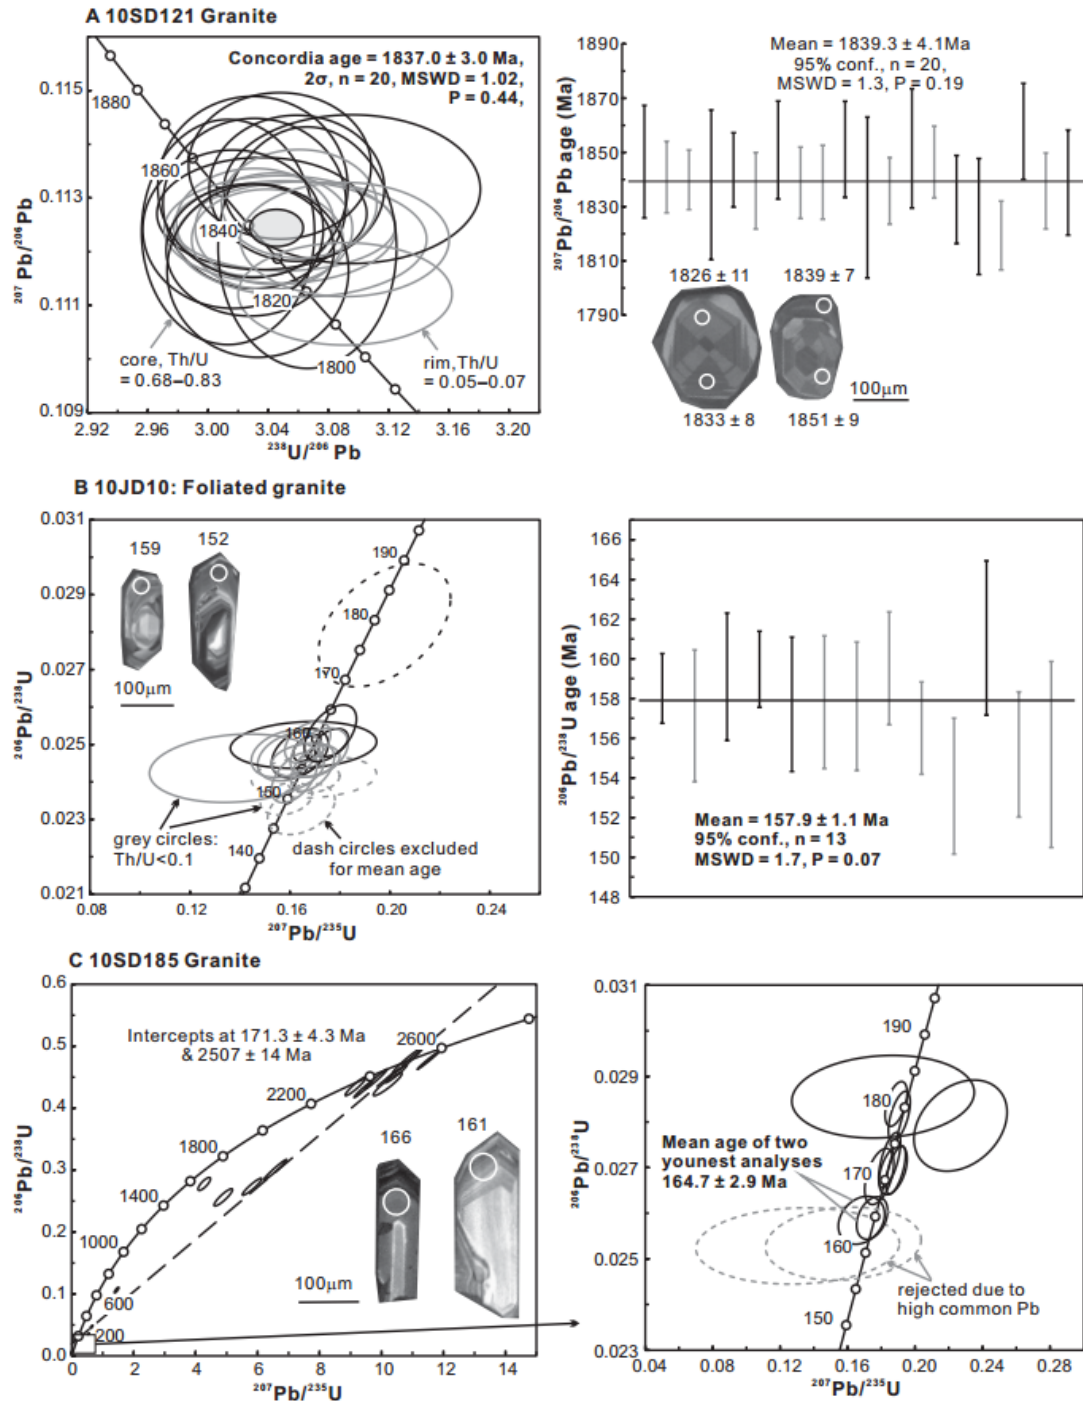 A 10SD121 Granite
Concordia age = 1837.0 ± 3.0 Ma,
2σ, n = 20, MSWD = 1.02,
P = 0.44,
0.115
0.113
0.111
0.109
²⁰⁷Pb/²⁰⁶Pb
1880
1860
1840
1820
1800
core, Th/U
= 0.68–0.83
rim,Th/U
= 0.05–0.07
2.92 2.96 3.00 3.04 3.08 3.12 3.16 3.20
²³⁸U/²⁰⁶Pb
Mean = 1839.3 ± 4.1Ma
95% conf., n = 20,
MSWD = 1.3, P = 0.19
1890
1870
1850
1830
1810
1790
²⁰⁷Pb/²⁰⁶Pb age (Ma)
1826 ± 11
1839 ± 7
1833 ± 8
1851 ± 9
100μm
B 10JD10: Foliated granite
0.031
0.029
0.027
0.025
0.023
0.021
²⁰⁶Pb/²³⁸U
159
152
100μm
190
180
170
160
150
140
grey circles:
Th/U<0.1
dash circles excluded
for mean age
0.08 0.12 0.16 0.20 0.24
²⁰⁷Pb/²³⁵U
166
164
162
160
158
156
154
152
150
148
²⁰⁶Pb/²³⁸U age (Ma)
Mean = 157.9 ± 1.1 Ma
95% conf., n = 13
MSWD = 1.7, P = 0.07
C 10SD185 Granite
0.6
0.5
0.4
0.3
0.2
0.1
0.0
²⁰⁶Pb/²³⁸U
Intercepts at 171.3 ± 4.3 Ma
& 2507 ± 14 Ma
2600
2200
1800
1400
1000
600
200
166
161
100μm
0 2 4 6 8 10 12 14
²⁰⁷Pb/²³⁵U
0.031
0.029
0.027
0.025
0.023
²⁰⁶Pb/²³⁸U
190
180
170
160
150
Mean age of two
younest analyses
164.7 ± 2.9 Ma
rejected due to
high common Pb
0.04 0.08 0.12 0.16 0.20 0.24 0.28
²⁰⁷Pb/²³⁵U